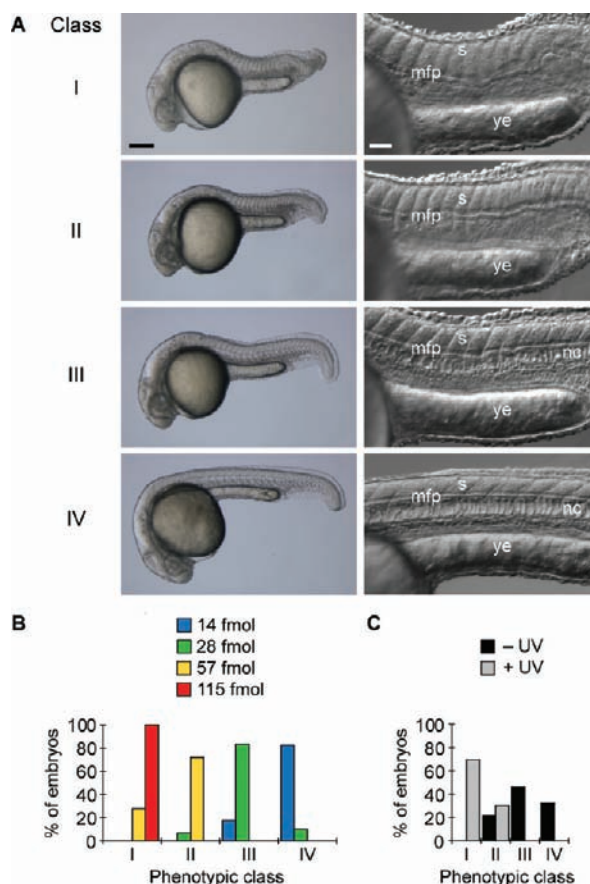 A Class
I
s
mfp
ye
II
s
mfp
ye
III
s
mfp
nc
ye
IV
s
mfp
nc
ye
B
14 fmol
28 fmol
57 fmol
115 fmol
% of embryos
100
80
60
40
20
0
I II III IV
Phenotypic class
C
– UV
+ UV
% of embryos
100
80
60
40
20
0
I II III IV
Phenotypic class